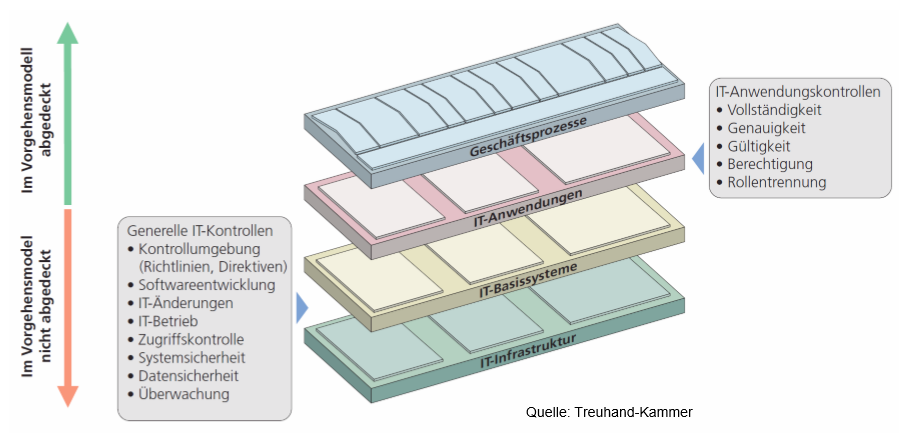 Im Vorgehensmodell
abgedeckt
Im Vorgehensmodel
nicht abgedeckt
Geschäftsprozesse
IT-Anwendungen
IT-Basissysteme
IT-Infrastruktur
IT-Anwendungskontrollen
• Vollständigkeit
• Genauigkeit
• Gültigkeit
• Berechtigung
• Rollentrennung
Generelle IT-Kontrollen
• Kontrollumgebung
(Richtlinien, Direktiven)
• Softwareentwicklung
• IT-Änderungen
• IT-Betrieb
• Zugriffskontrolle
• Systemsicherheit
• Datensicherheit
• Überwachung
Quelle: Treuhand-Kammer